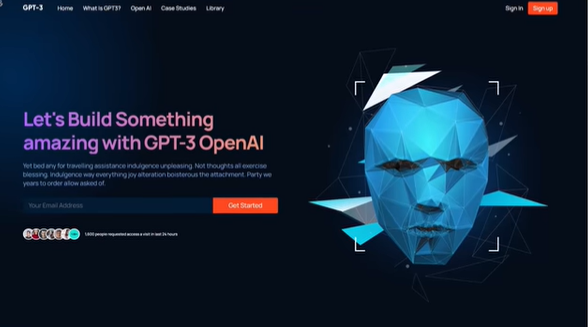 GPT-3 Home What is GPT3? Open AI Case Studies Library Sign in Sign up
Let's Build Something
amazing with GPT-3 OpenAI
Yet bed any for travelling assistance indulgence unpleasing. Not thoughts all exercise
blessing. Indulgence way everything joy alteration boisterous the attachment. Party we
years to order allow asked of.
Your Email Address Get Started
1,600 people requested access a visit in last 24 hours